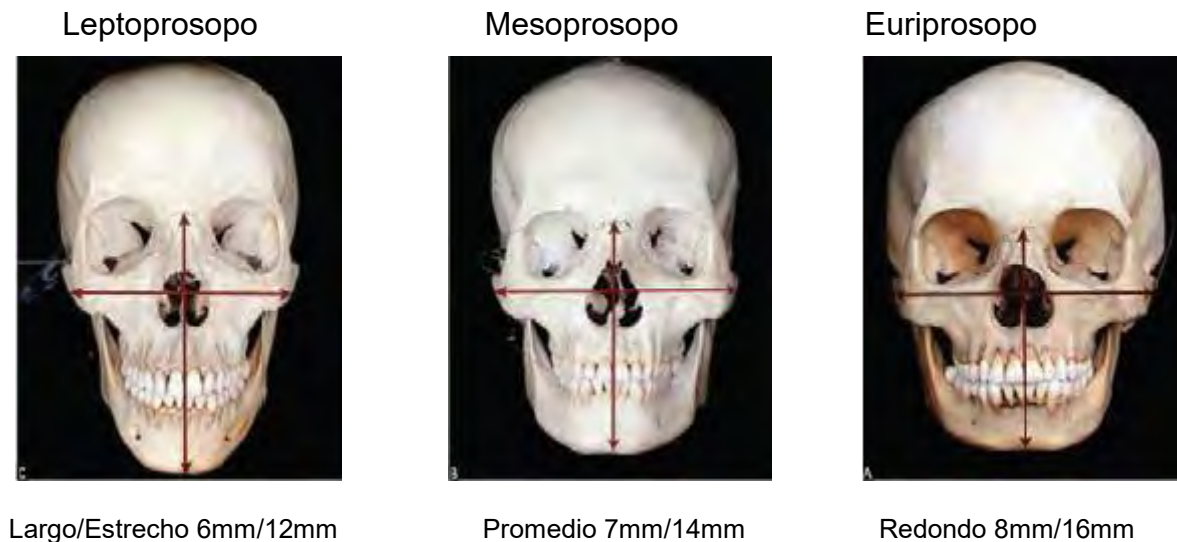 Leptoprosopo
Mesoprosopo
Euriprosopo
C
B
A
Largo/Estrecho 6mm/12mm
Promedio 7mm/14mm
Redondo 8mm/16mm